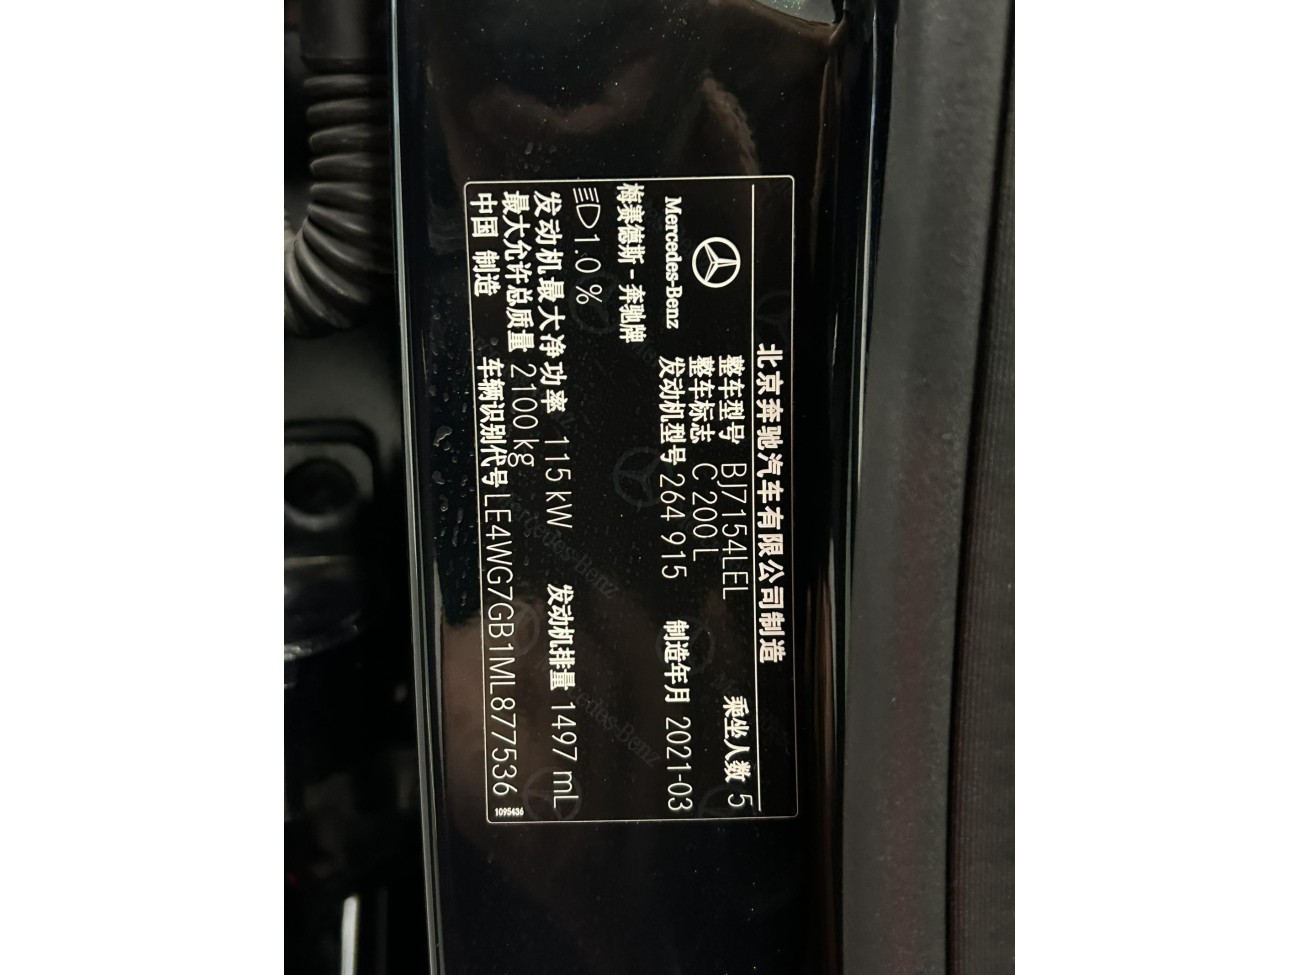 北京奔驰汽车有限公司制造
整车型号 BJ7154LEL 乘坐人数 5
整车标志 C 200 L
Mercedes-Benz 发动机型号 264 915 制造年月 2021-03
梅赛德斯-奔驰牌
1.0 %
发动机最大净功率 115 kW 发动机排量 1497 mL
最大允许总质量 2100 kg
中国 制造 车辆识别代号 LE4WG7GB1ML877536
1095436